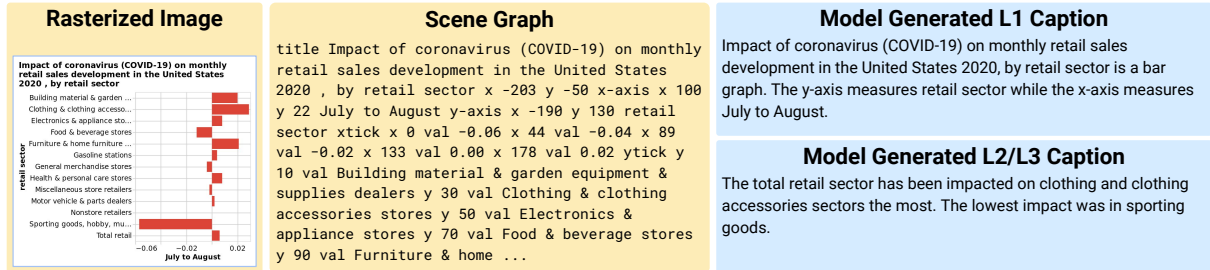 Rasterized Image
Impact of coronavirus (COVID-19) on monthly
retail sales development in the United States
2020 , by retail sector
retail sector
Building material & garden ...
Clothing & clothing accesso...
Electronics & appliance sto...
Food & beverage stores
Furniture & home furniture ...
Gasoline stations
General merchandise stores
Health & personal care stores
Miscellaneous store retailers
Motor vehicle & parts dealers
Nonstore retailers
Sporting goods, hobby, mu...
Total retail
−0.06 −0.02 0.02
July to August
Scene Graph
title Impact of coronavirus (COVID-19) on monthly
retail sales development in the United States
2020 , by retail sector x -203 y -50 x-axis x 100
y 22 July to August y-axis x -190 y 130 retail
sector xtick x 0 val -0.06 x 44 val -0.04 x 89
val -0.02 x 133 val 0.00 x 178 val 0.02 ytick y
10 val Building material & garden equipment &
supplies dealers y 30 val Clothing & clothing
accessories stores y 50 val Electronics &
appliance stores y 70 val Food & beverage stores
y 90 val Furniture & home ...
Model Generated L1 Caption
Impact of coronavirus (COVID-19) on monthly retail sales
development in the United States 2020, by retail sector is a bar
graph. The y-axis measures retail sector while the x-axis measures
July to August.
Model Generated L2/L3 Caption
The total retail sector has been impacted on clothing and clothing
accessories sectors the most. The lowest impact was in sporting
goods.